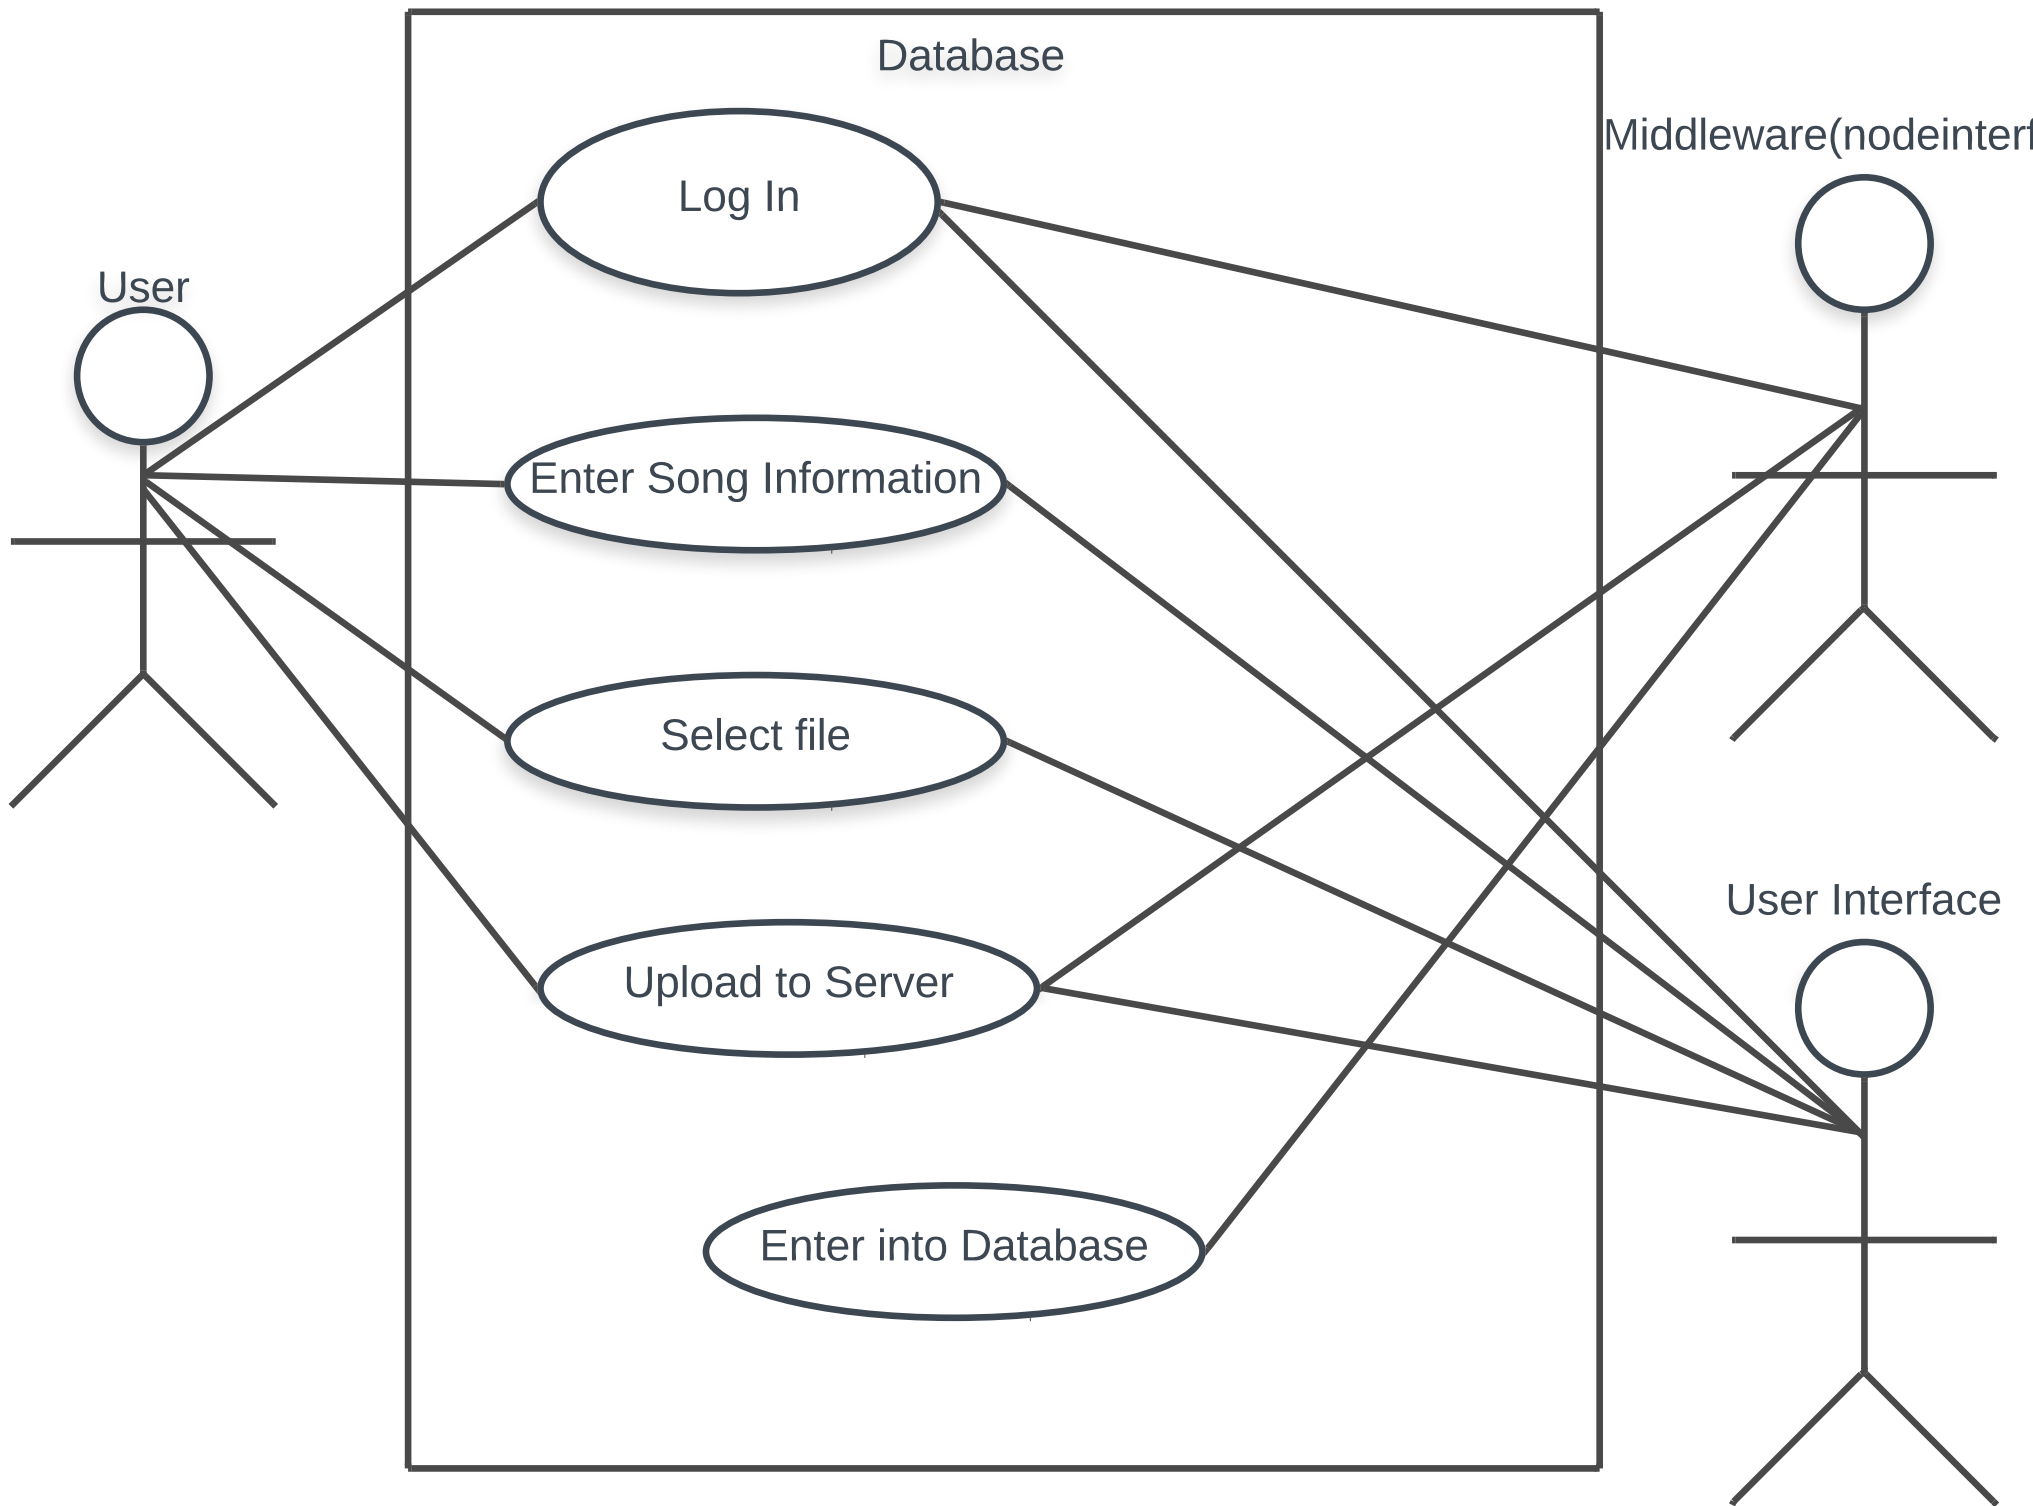 Database
Middleware(nodeinterf
User
Log In
Enter Song Information
Select file
Upload to Server
User Interface
Enter into Database